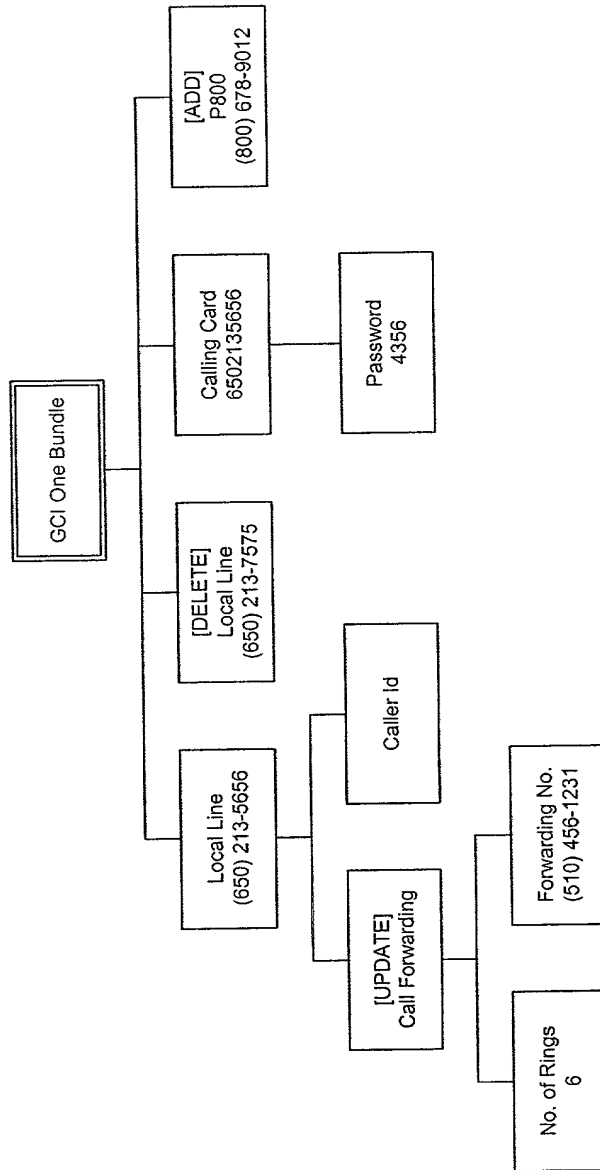 GCI One Bundle
Local Line
(650) 213-5656
[DELETE]
Local Line
(650) 213-7575
Calling Card
6502135656
[ADD]
P800
(800) 678-9012
[UPDATE]
Call Forwarding
Caller Id
Password
4356
No. of Rings
6
Forwarding No.
(510) 456-1231